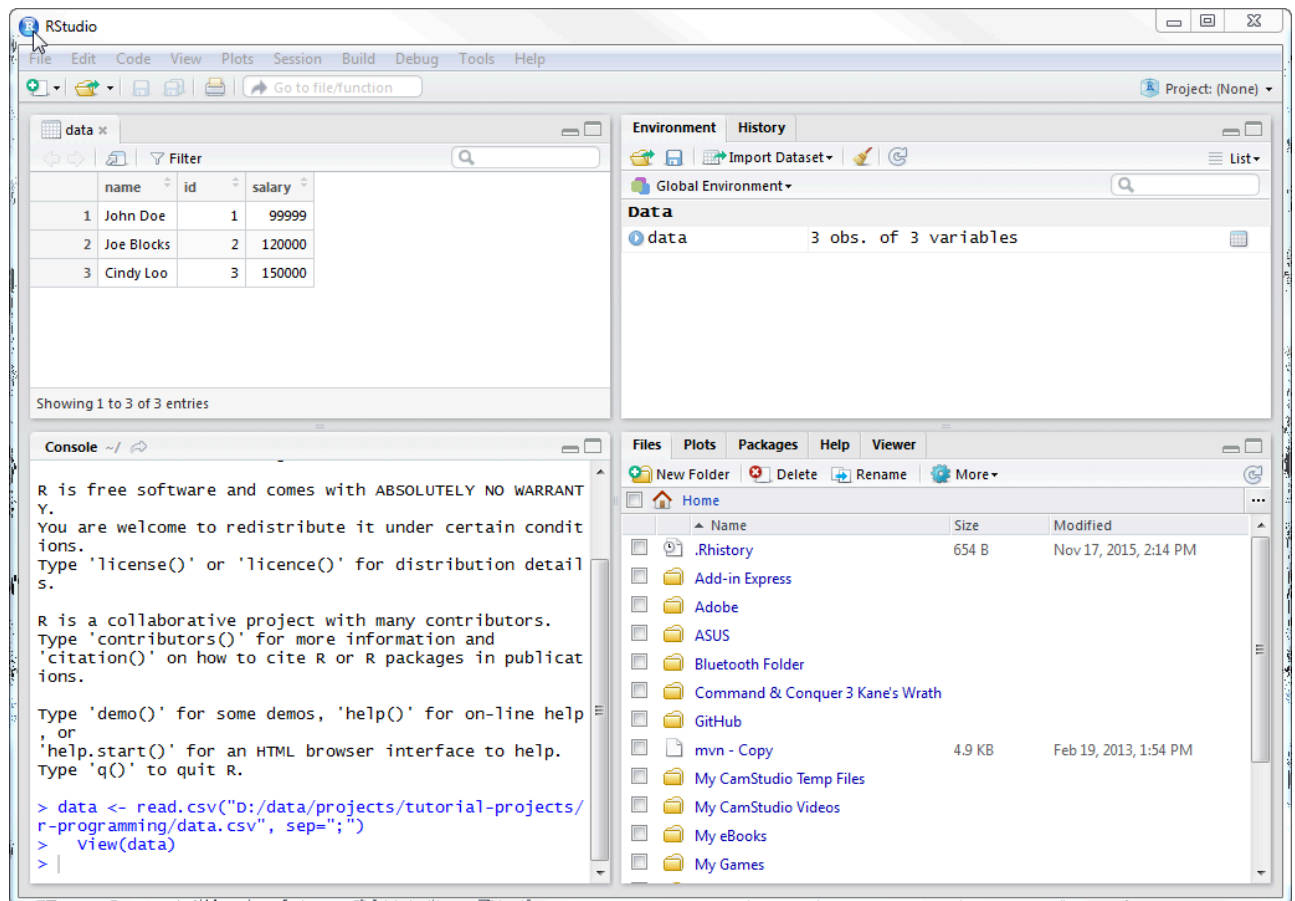 RStudio
File Edit Code View Plots Session Build Debug Tools Help
Go to file/function
Project: (None)
data
Filter
name id salary
1 John Doe 1 99999
2 Joe Blocks 2 120000
3 Cindy Loo 3 150000
Showing 1 to 3 of 3 entries
Environment History
Import Dataset
List
Global Environment
Data
data 3 obs. of 3 variables
Console ~/
R is free software and comes with ABSOLUTELY NO WARRANT
Y.
You are welcome to redistribute it under certain condit
ions.
Type 'license()' or 'licence()' for distribution detail
s.
R is a collaborative project with many contributors.
Type 'contributors()' for more information and
'citation()' on how to cite R or R packages in publicat
ions.
Type 'demo()' for some demos, 'help()' for on-line help
, or
'help.start()' for an HTML browser interface to help.
Type 'q()' to quit R.
> data <- read.csv("D:/data/projects/tutorial-projects/
r-programming/data.csv", sep=";")
> View(data)
>
Files Plots Packages Help Viewer
New Folder Delete Rename More
Home
Name Size Modified
.Rhistory 654 B Nov 17, 2015, 2:14 PM
Add-in Express
Adobe
ASUS
Bluetooth Folder
Command & Conquer 3 Kane's Wrath
GitHub
mvn - Copy 4.9 KB Feb 19, 2013, 1:54 PM
My CamStudio Temp Files
My CamStudio Videos
My eBooks
My Games